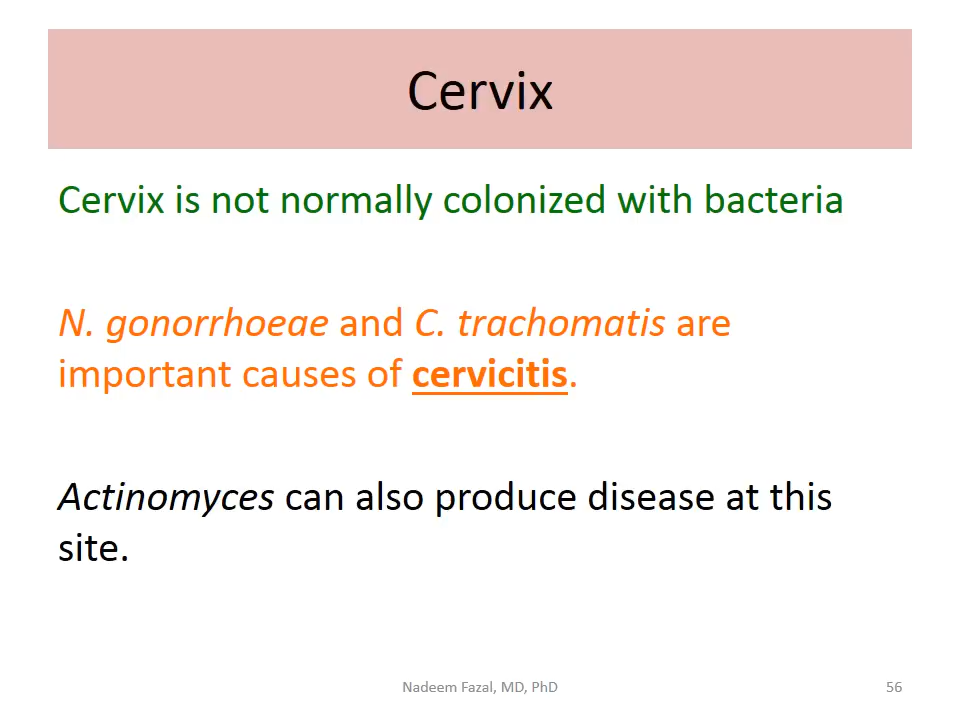 Cervix
Cervix is not normally colonized with bacteria
N. gonorrhoeae and C. trachomatis are
important causes of cervicitis.
Actinomyces can also produce disease at this
site.
Nadeem Fazal, MD, PhD
56